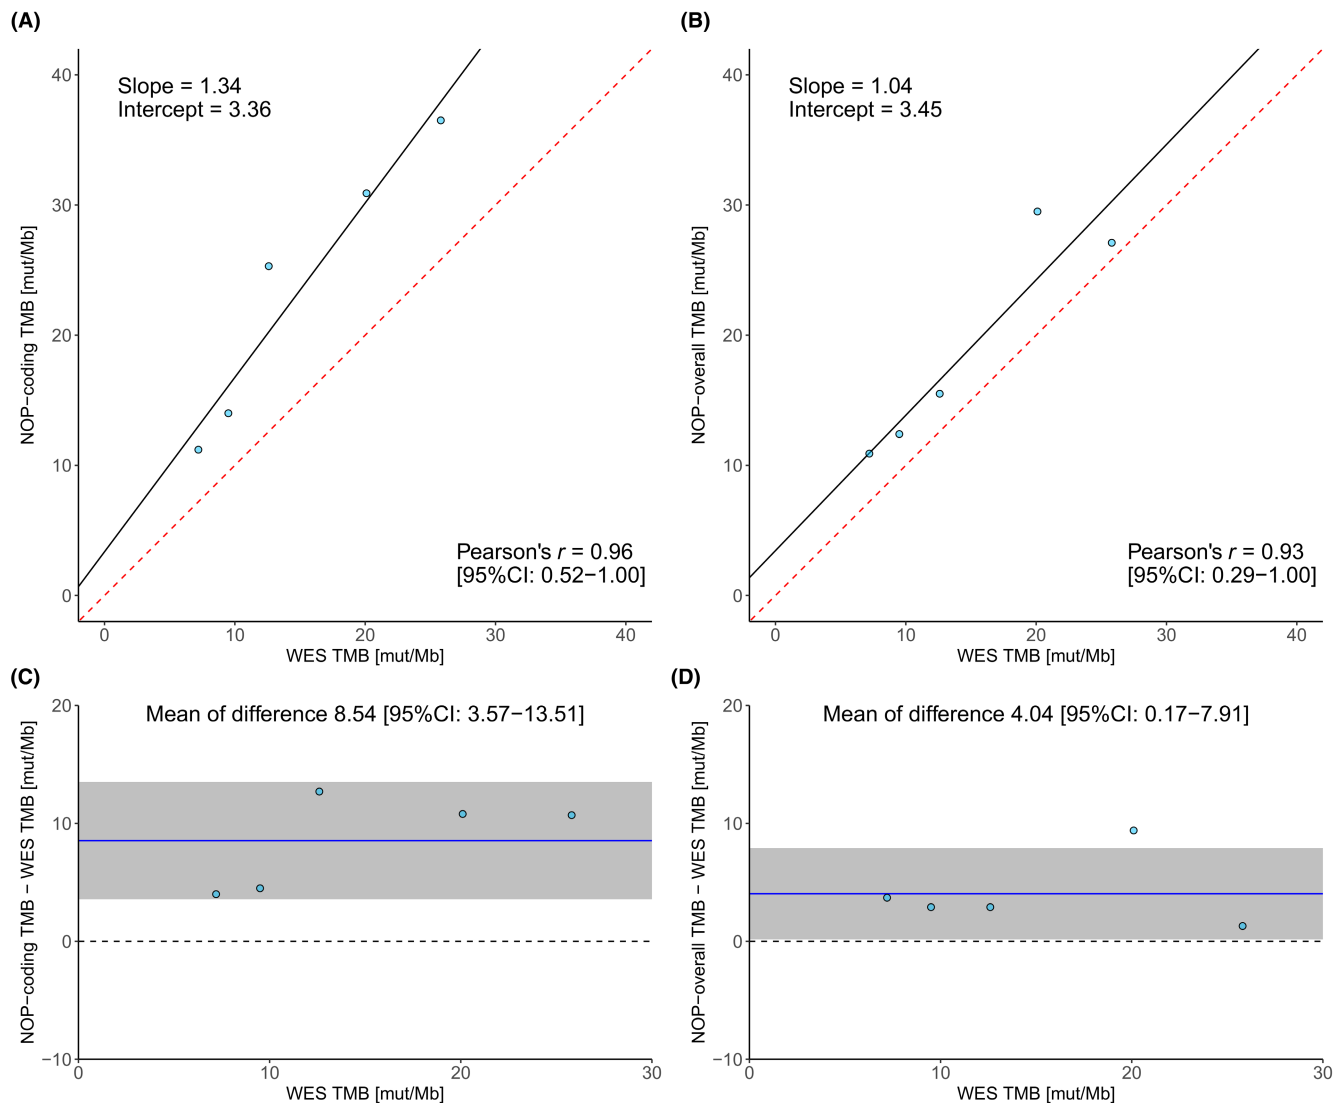 (A)
Slope = 1.34
Intercept = 3.36
Pearson's r = 0.96
[95%CI: 0.52−1.00]
40
30
20
10
0
0 10 20 30 40
NOP−coding TMB [mut/Mb]
WES TMB [mut/Mb]
(B)
Slope = 1.04
Intercept = 3.45
Pearson's r = 0.93
[95%CI: 0.29−1.00]
40
30
20
10
0
0 10 20 30 40
NOP−overall TMB [mut/Mb]
WES TMB [mut/Mb]
(C)
Mean of difference 8.54 [95%CI: 3.57−13.51]
20
10
0
−10
0 10 20 30
NOP−coding TMB − WES TMB [mut/Mb]
WES TMB [mut/Mb]
(D)
Mean of difference 4.04 [95%CI: 0.17−7.91]
20
10
0
−10
0 10 20 30
NOP−overall TMB − WES TMB [mut/Mb]
WES TMB [mut/Mb]